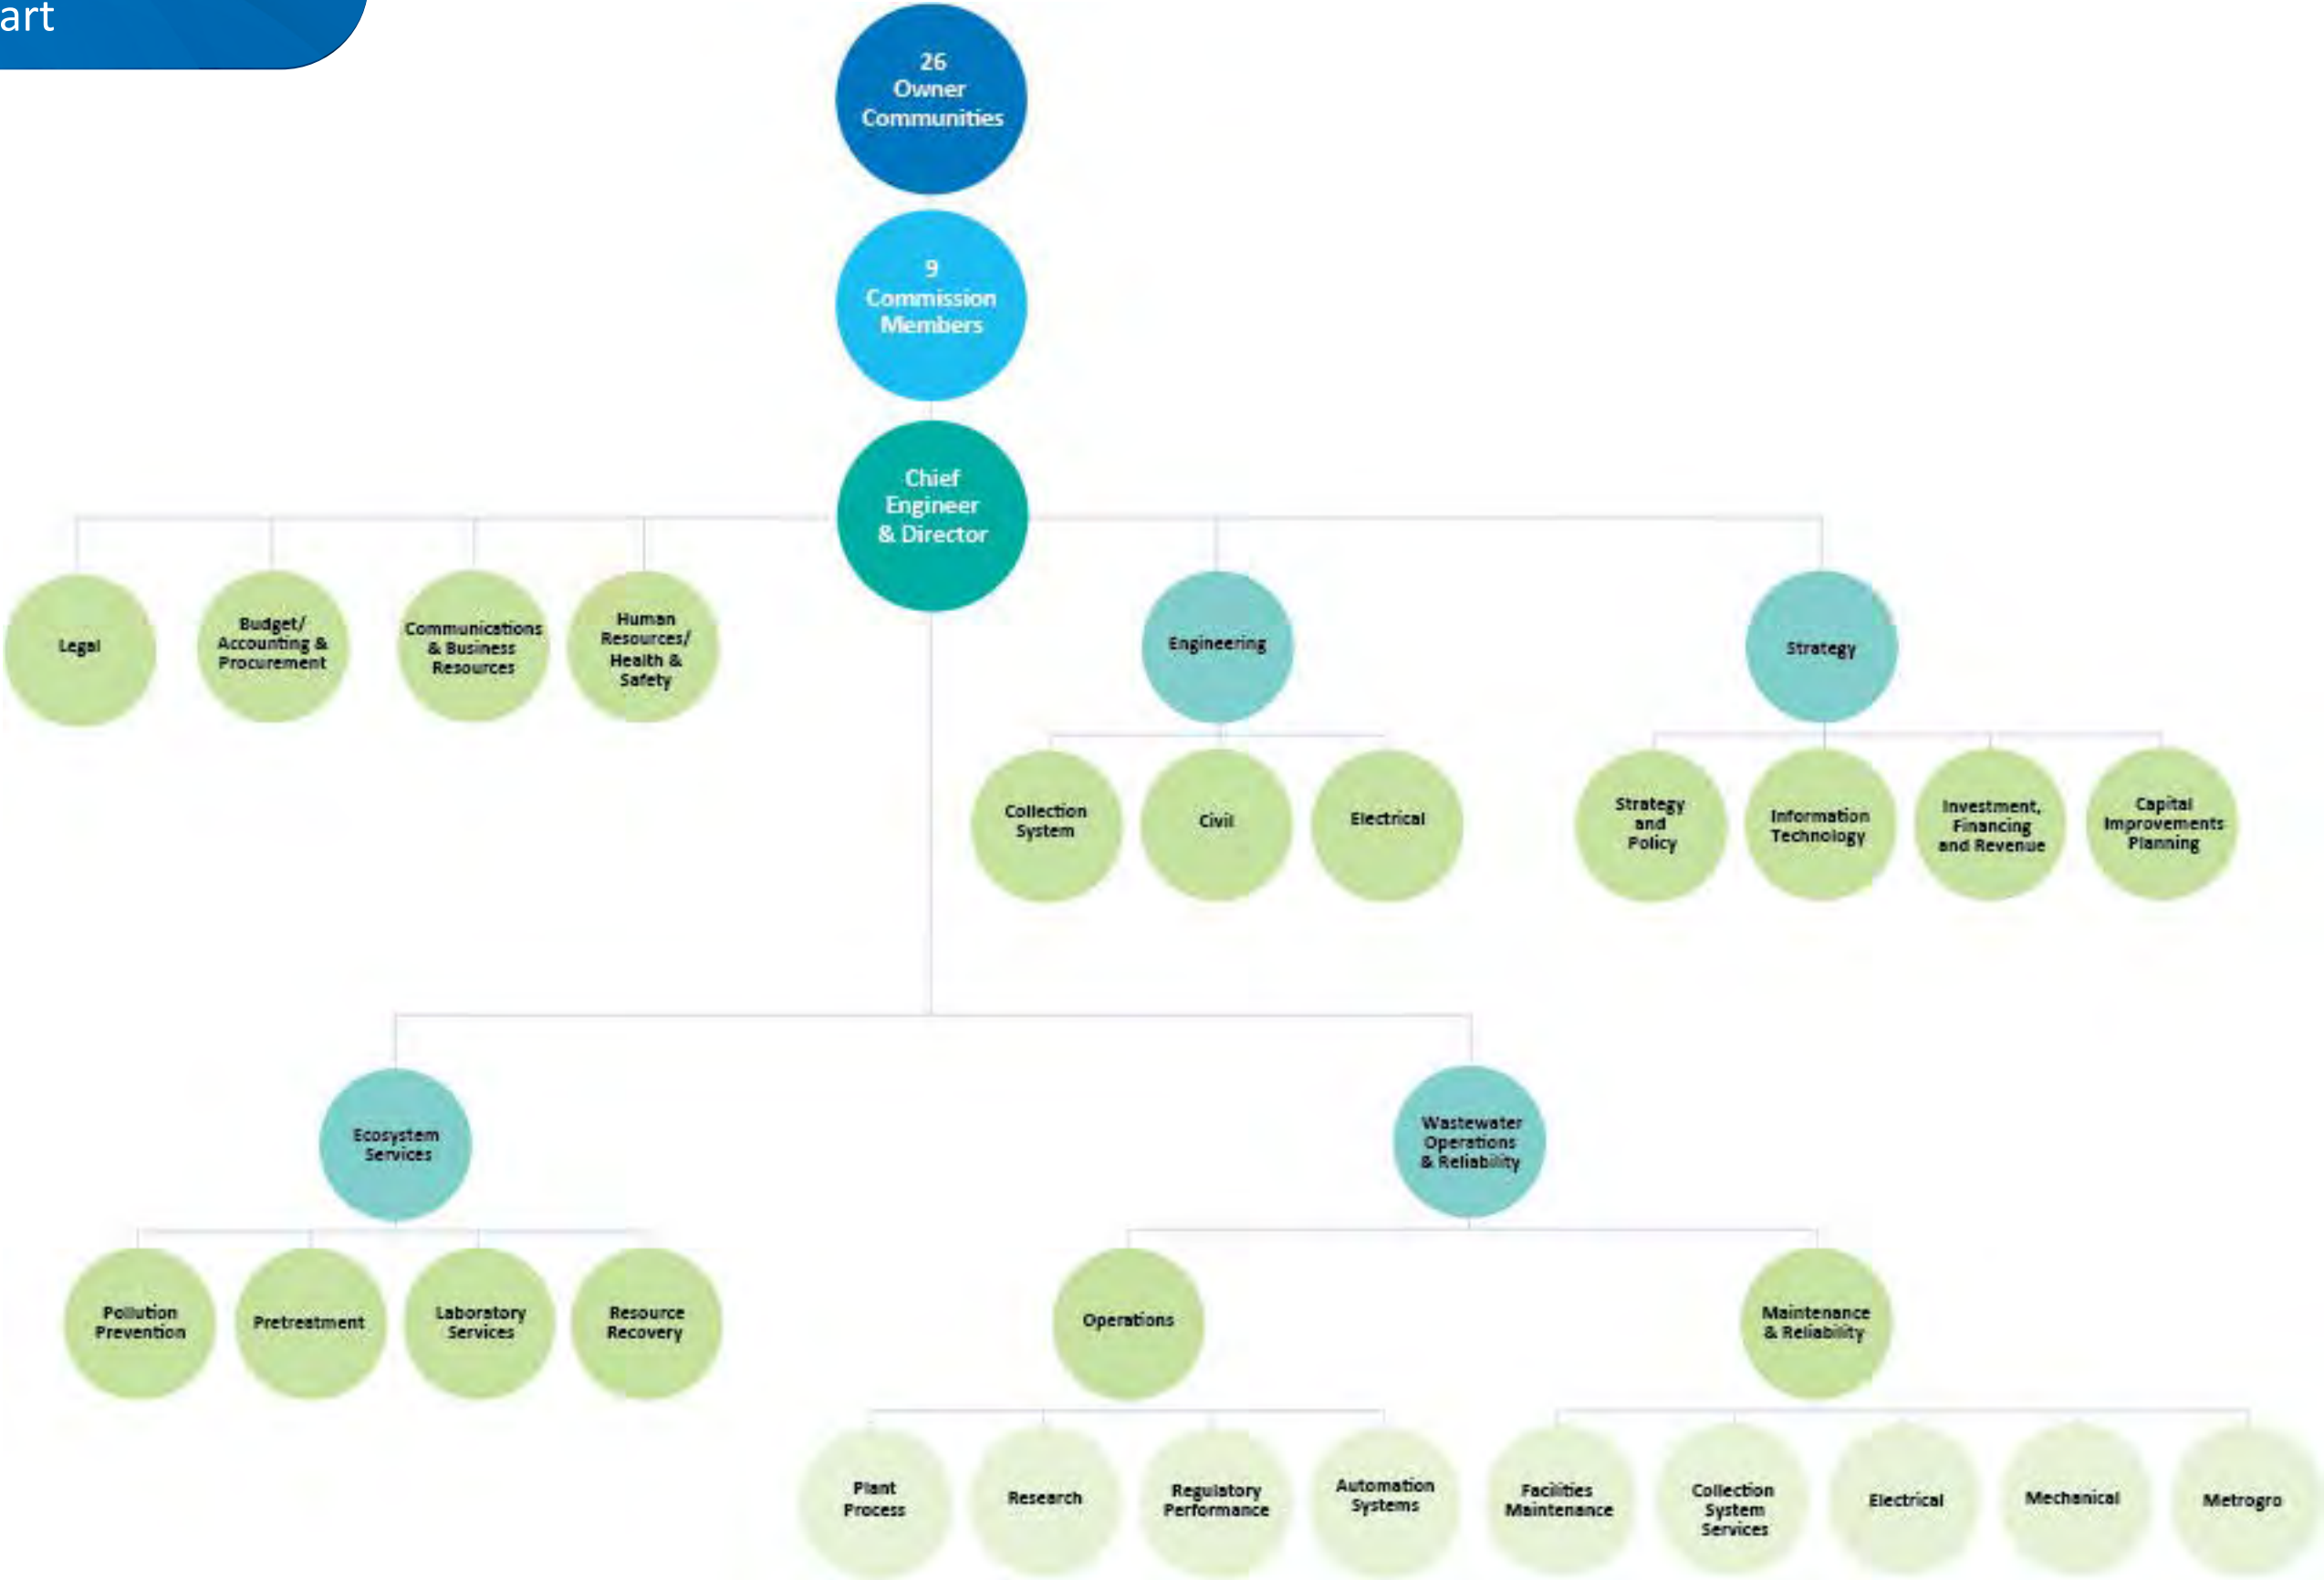 art
26
Owner
Communities
9
Commission
Members
Chief
Engineer
& Director
Legal
Budget/
Accounting &
Procurement
Communications
& Business
Resources
Human
Resources/
Health &
Safety
Engineering
Strategy
Collection
System
Civil
Electrical
Strategy
and
Policy
Information
Technology
Investment,
Financing
and Revenue
Capital
Improvements
Planning
Ecosystem
Services
Wastewater
Operations
& Reliability
Pollution
Prevention
Pretreatment
Laboratory
Services
Resource
Recovery
Operations
Maintenance
& Reliability
Plant
Process
Research
Regulatory
Performance
Automation
Systems
Facilities
Maintenance
Collection
System
Services
Electrical
Mechanical
Metrogro